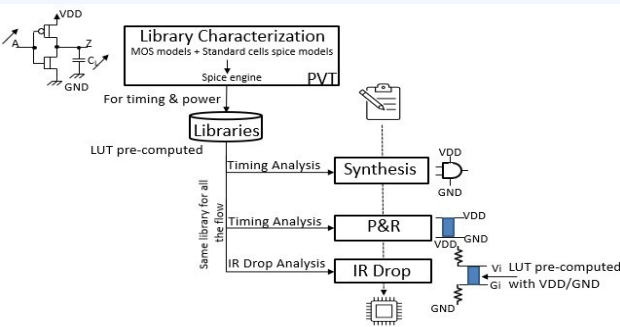 VDD
A
Z
Ci
GND
Library Characterization
MOS models + Standard cells spice models
Spice engine
PVT
For timing & power
Libraries
LUT pre-computed
Same library for all
the flow
Timing Analysis
Synthesis
VDD
GND
Timing Analysis
P&R
VDD
VDD
GND
IR Drop Analysis
IR Drop
Vi
Gi
LUT pre-computed
with VDD/GND
GND